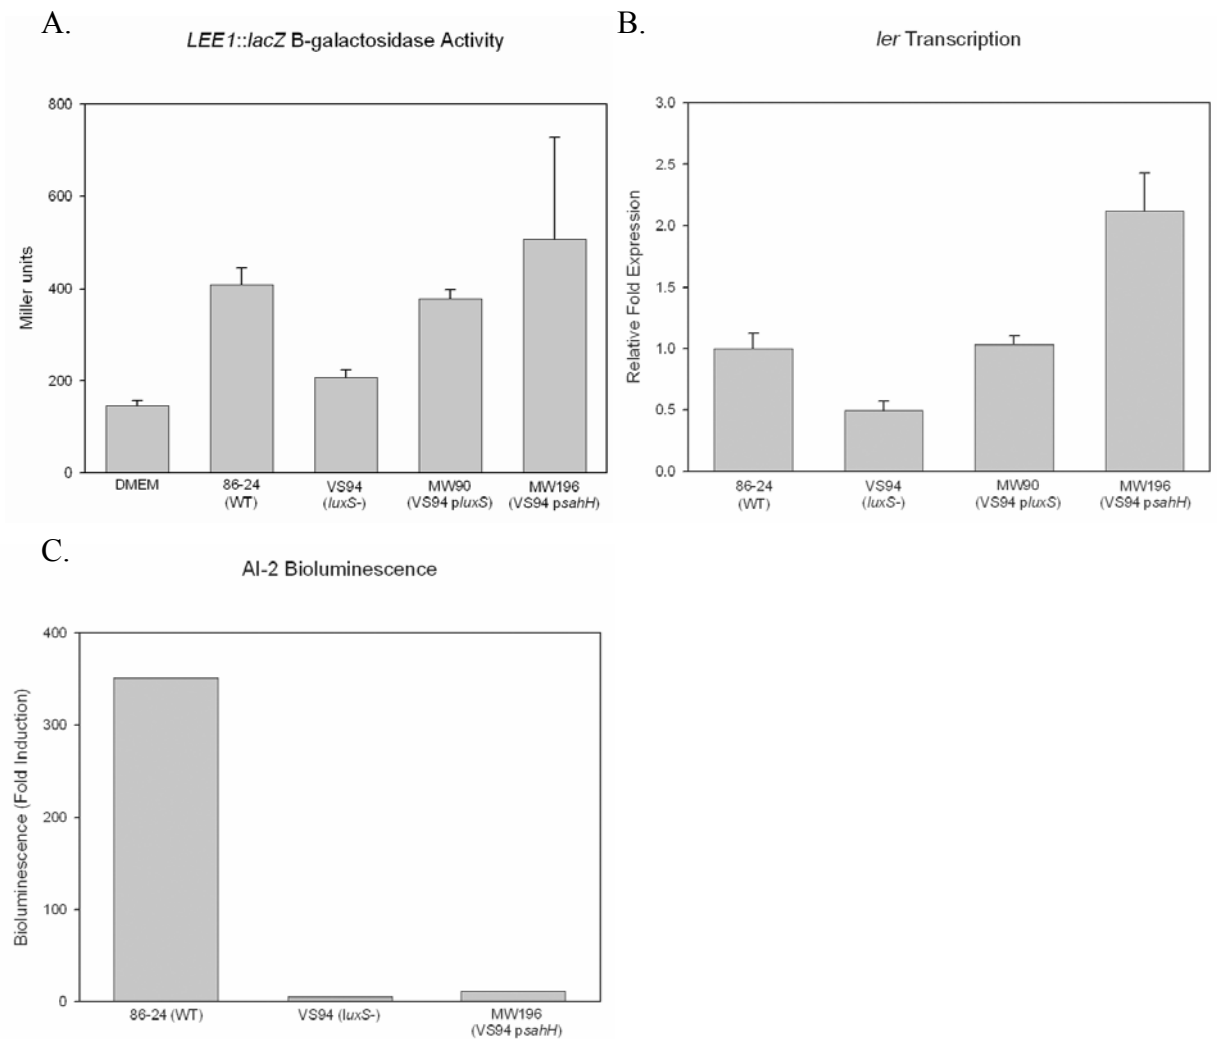 A.
LEE1::lacZ B-galactosidase Activity
800
600
400
200
0
Miller units
DMEM
86-24
(WT)
VS94
(luxS-)
MW90
(VS94 pluxS)
MW196
(VS94 psahH)
B.
ler Transcription
3.0
2.5
2.0
1.5
1.0
0.5
0.0
Relative Fold Expression
86-24
(WT)
VS94
(luxS-)
MW90
(VS94 pluxS)
MW196
(VS94 psahH)
C.
AI-2 Bioluminescence
400
300
200
100
0
Bioluminescence (Fold Induction)
86-24 (WT)
VS94 (luxS-)
MW196
(VS94 psahH)